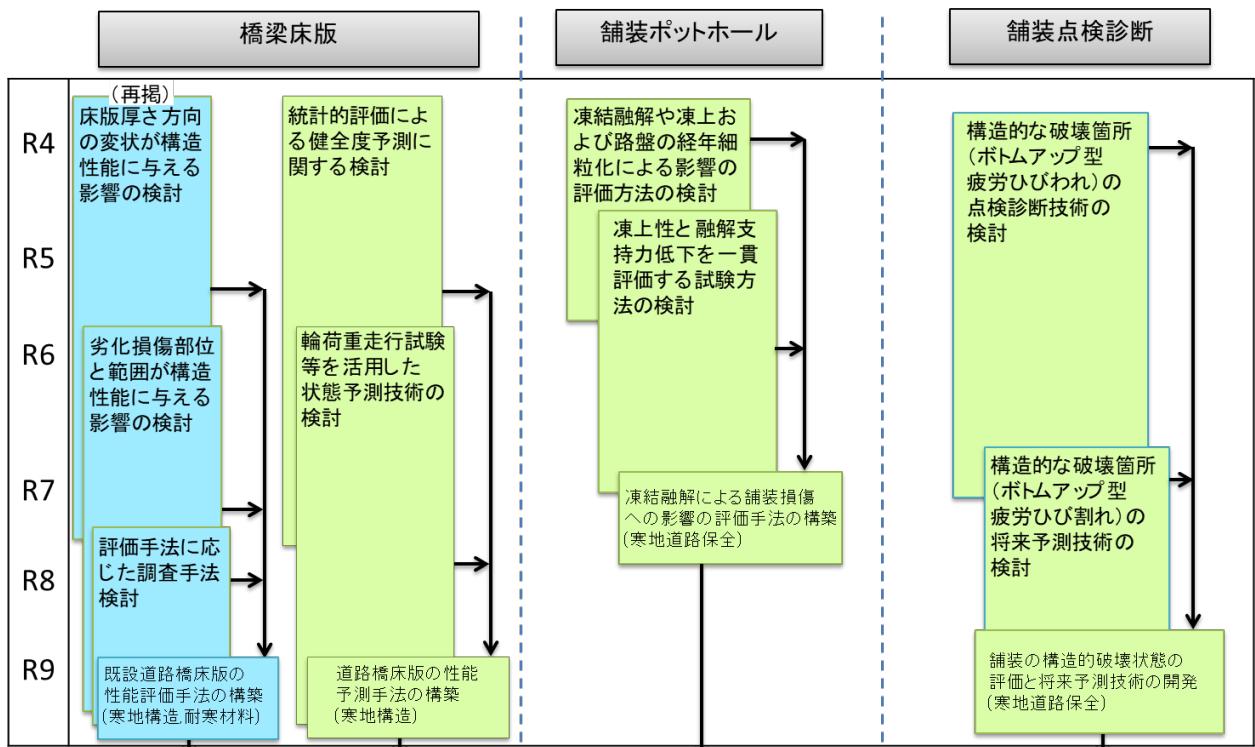 橋梁床版
舗装ポットホール
舗装点検診断
R4
R5
R6
R7
R8
R9
(再掲)
床版厚さ方向
の変状が構造
性能に与える
影響の検討
劣化損傷部位
と範囲が構造
性能に与える
影響の検討
評価手法に応
じた調査手法
検討
既設道路橋床版の
性能評価手法の構築
(寒地構造,耐寒材料)
統計的評価によ
る健全度予測に
関する検討
輪荷重走行試験
等を活用した
状態予測技術の
検討
道路橋床版の性能
予測手法の構築
(寒地構造)
凍結融解や凍上お
よび路盤の経年細
粒化による影響の
評価方法の検討
凍上性と融解支
持力低下を一貫
評価する試験方
法の検討
凍結融解による舗装損傷
への影響の評価手法の構築
(寒地道路保全)
構造的な破壊箇所
(ボトムアップ型
疲労ひびわれ)の
点検診断技術の
検討
構造的な破壊箇所
(ボトムアップ型
疲労ひび割れ)の
将来予測技術の
検討
舗装の構造的破壊状態の
評価と将来予測技術の開発
(寒地道路保全)